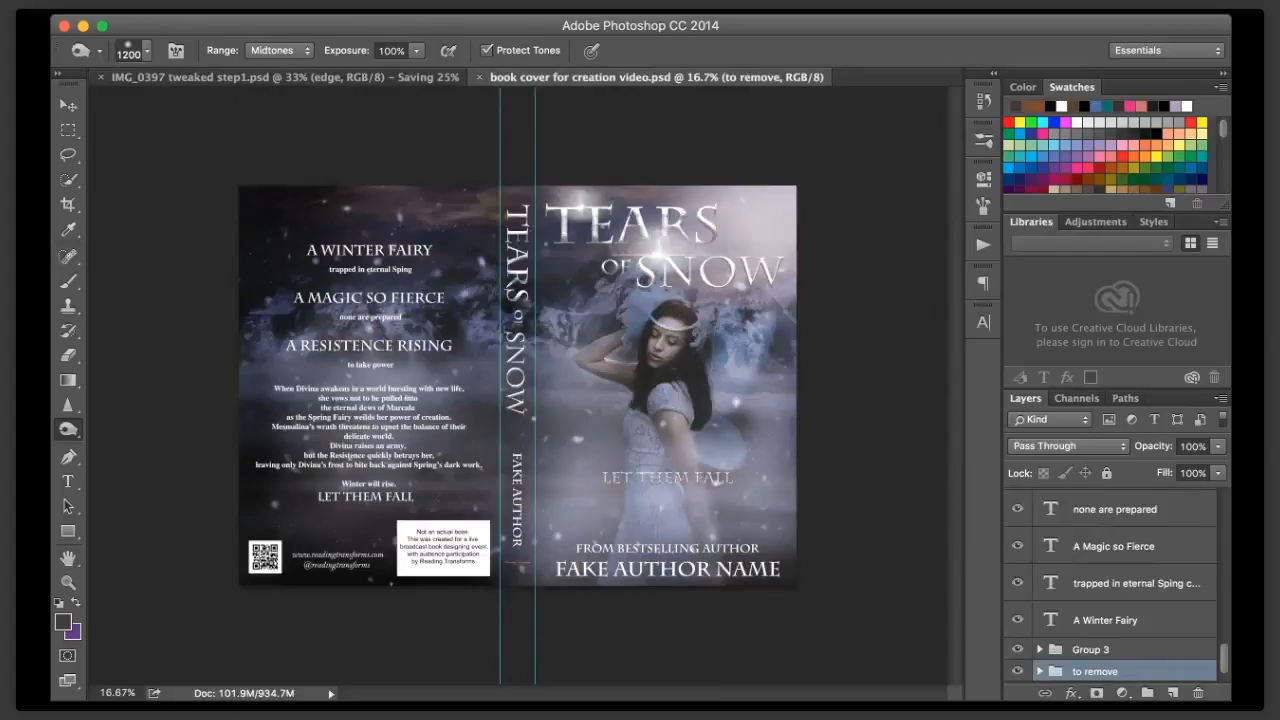 Adobe Photoshop CC 2014
1200 Range: Midtones Exposure: 100% Protect Tones Essentials
× IMG_0397 tweaked step1.psd @ 33% (edge, RGB/8) – Saving 25% × book cover for creation video.psd @ 16.7% (to remove, RGB/8)
Color Swatches
Libraries Adjustments Styles
To use Creative Cloud Libraries,
please sign in to Creative Cloud
Layers Channels Paths
Kind
Pass Through Opacity: 100%
Lock: Fill: 100%
none are prepared
A Magic so Fierce
trapped in eternal Sping c...
A Winter Fairy
Group 3
to remove
A WINTER FAIRY
trapped in eternal Sping
A MAGIC SO FIERCE
none are prepared
A RESISTENCE RISING
to take power
When Divina awakens in a world bursting with new life,
she vows not to be pulled into
the eternal dews of Marcala
as the Spring Fairy weilds her power of creation.
Mesmalina's wrath threatens to upset the balance of their
delicate world.
Divina raises an army,
but the Resistence quickly betrays her,
leaving only Divina's frost to bite back against Spring's dark work.
Winter will rise.
LET THEM FALL
www.readingtransforms.com
@readingtransforms
Not an actual book.
This was created for a live
broadcast book designing event
with audience participation
by Reading Transforms
TEARS OF SNOW
FAKE AUTHOR
TEARS
OF SNOW
LET THEM FALL
FROM BESTSELLING AUTHOR
FAKE AUTHOR NAME
16.67% Doc: 101.9M/934.7M